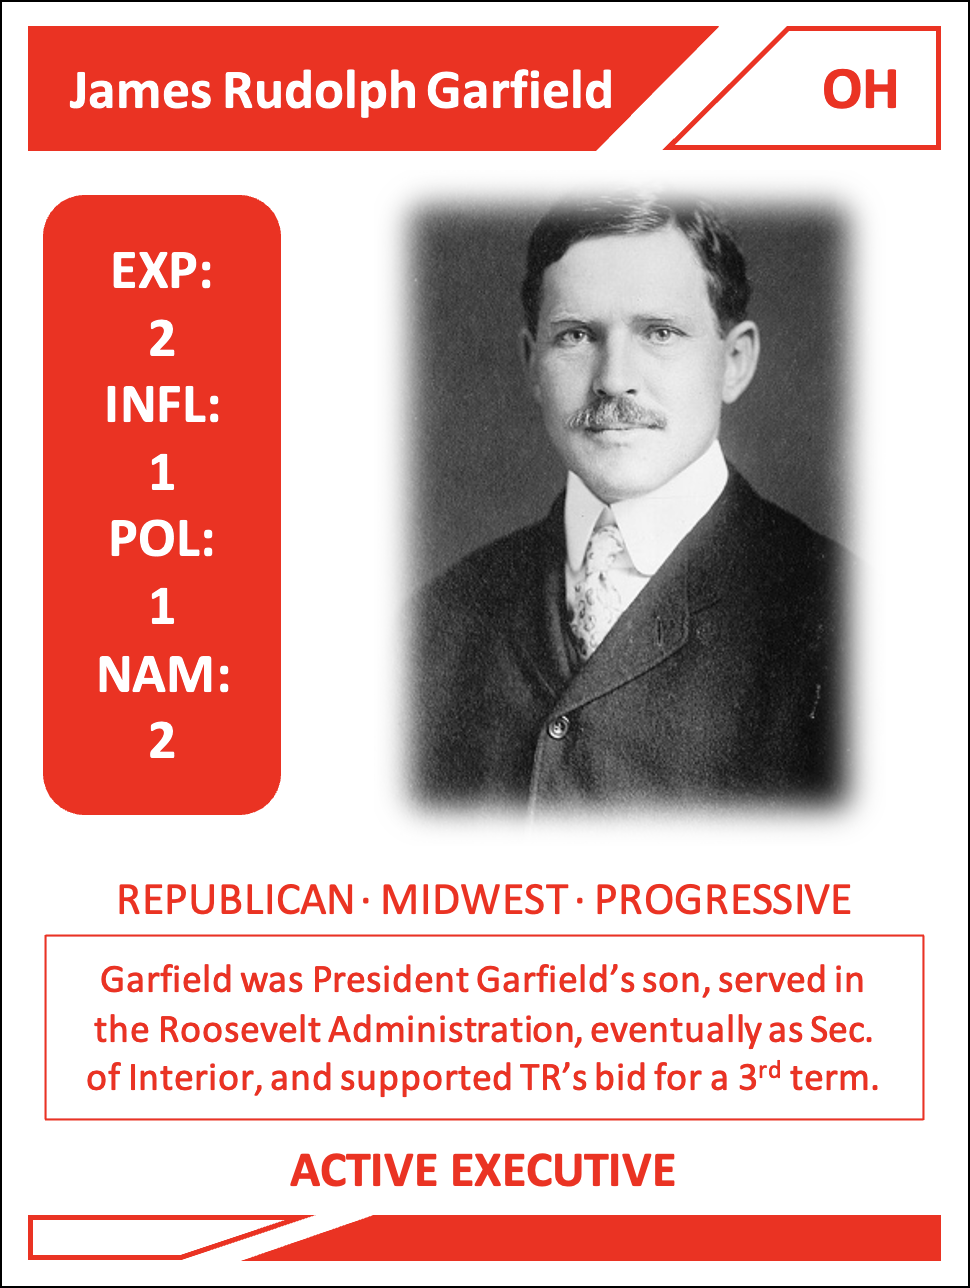 James Rudolph Garfield
OH
EXP:
2
INFL:
1
POL:
1
NAM:
2
REPUBLICAN · MIDWEST · PROGRESSIVE
Garfield was President Garfield’s son, served in
the Roosevelt Administration, eventually as Sec.
of Interior, and supported TR’s bid for a 3rd term.
ACTIVE EXECUTIVE